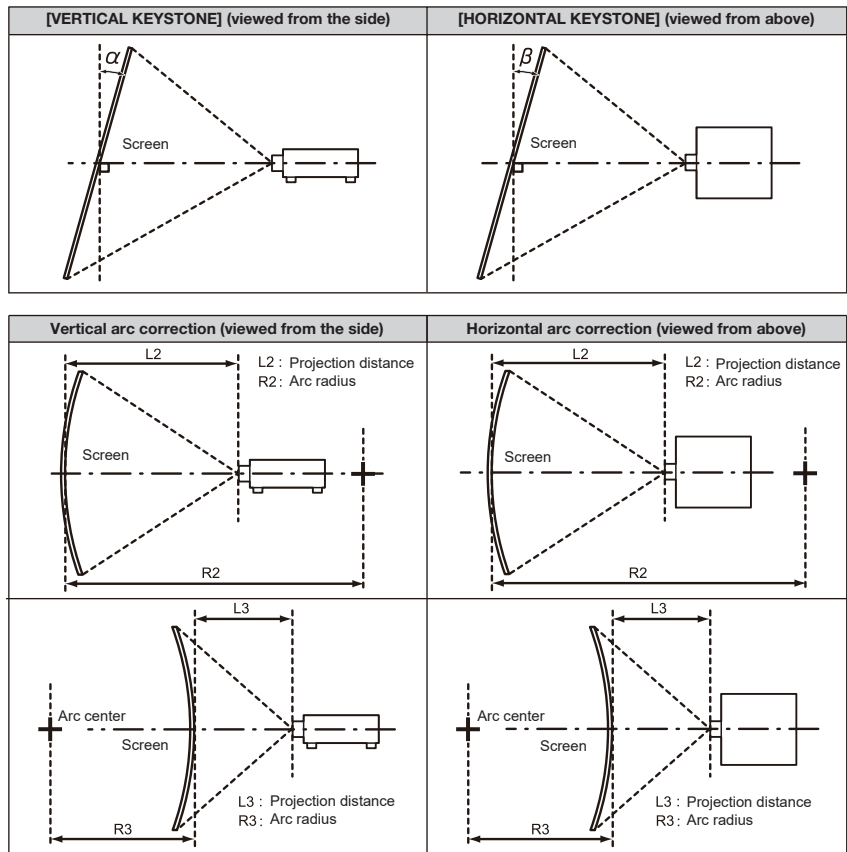 [VERTICAL KEYSTONE] (viewed from the side)
[HORIZONTAL KEYSTONE] (viewed from above)
α
Screen
β
Screen
Vertical arc correction (viewed from the side)
Horizontal arc correction (viewed from above)
L2
L2 : Projection distance
R2 : Arc radius
Screen
R2
L2
L2 : Projection distance
R2 : Arc radius
Screen
R2
L3
Arc center
Screen
L3 : Projection distance
R3 : Arc radius
R3
L3
Arc center
Screen
L3 : Projection distance
R3 : Arc radius
R3